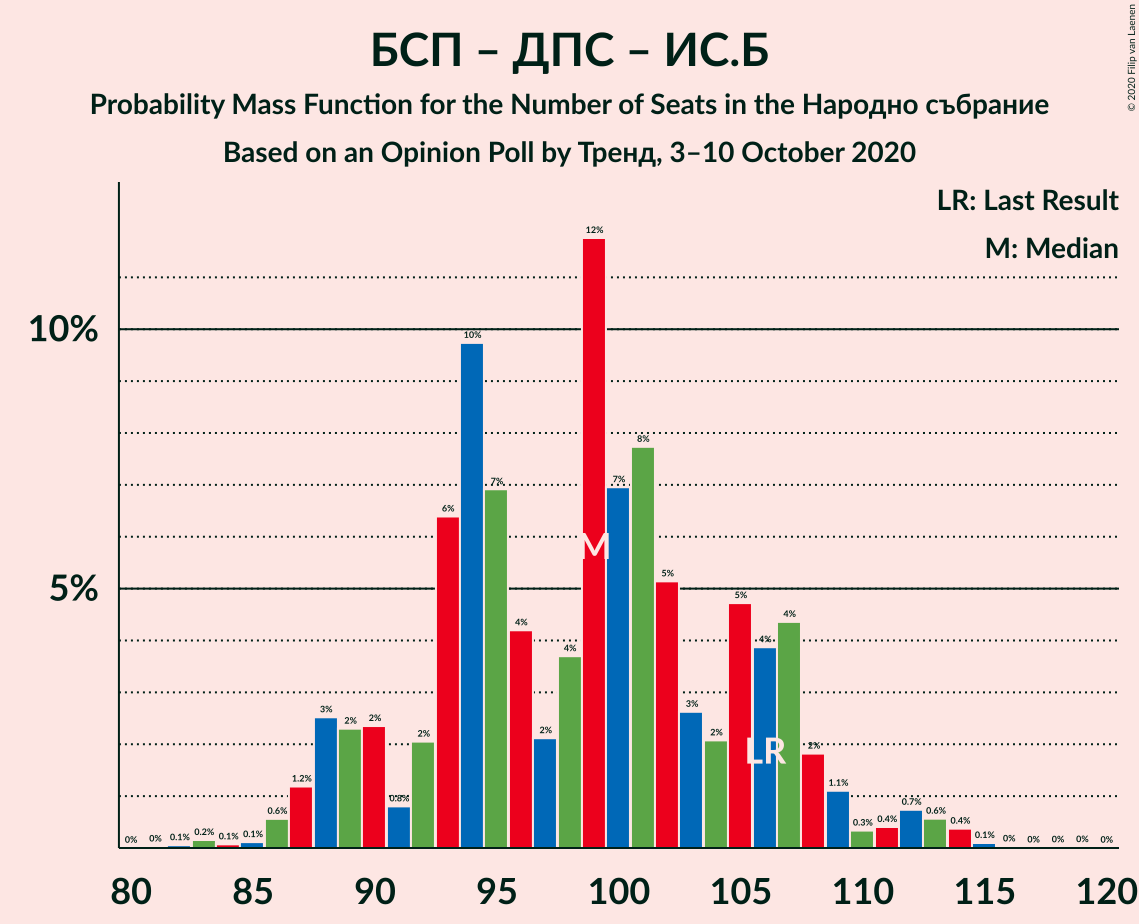 БСП – ДПС – ИС.Б
Probability Mass Function for the Number of Seats in the Народно събрание
Based on an Opinion Poll by Тренд, 3–10 October 2020
© 2020 Filip van Laenen
LR: Last Result
M: Median
10%
5%
0% 0% 0.1% 0.2% 0.1% 0.1% 0.6% 1.2% 3% 2% 2% 0.8% 2% 6% 10% 7% 4% 2% 4% 12% 7% 8% 5% 3% 2% 5% 4% 4% 2% 1.1% 0.3% 0.4% 0.7% 0.6% 0.4% 0.1% 0% 0% 0% 0% 0%
M
LR
80 85 90 95 100 105 110 115 120